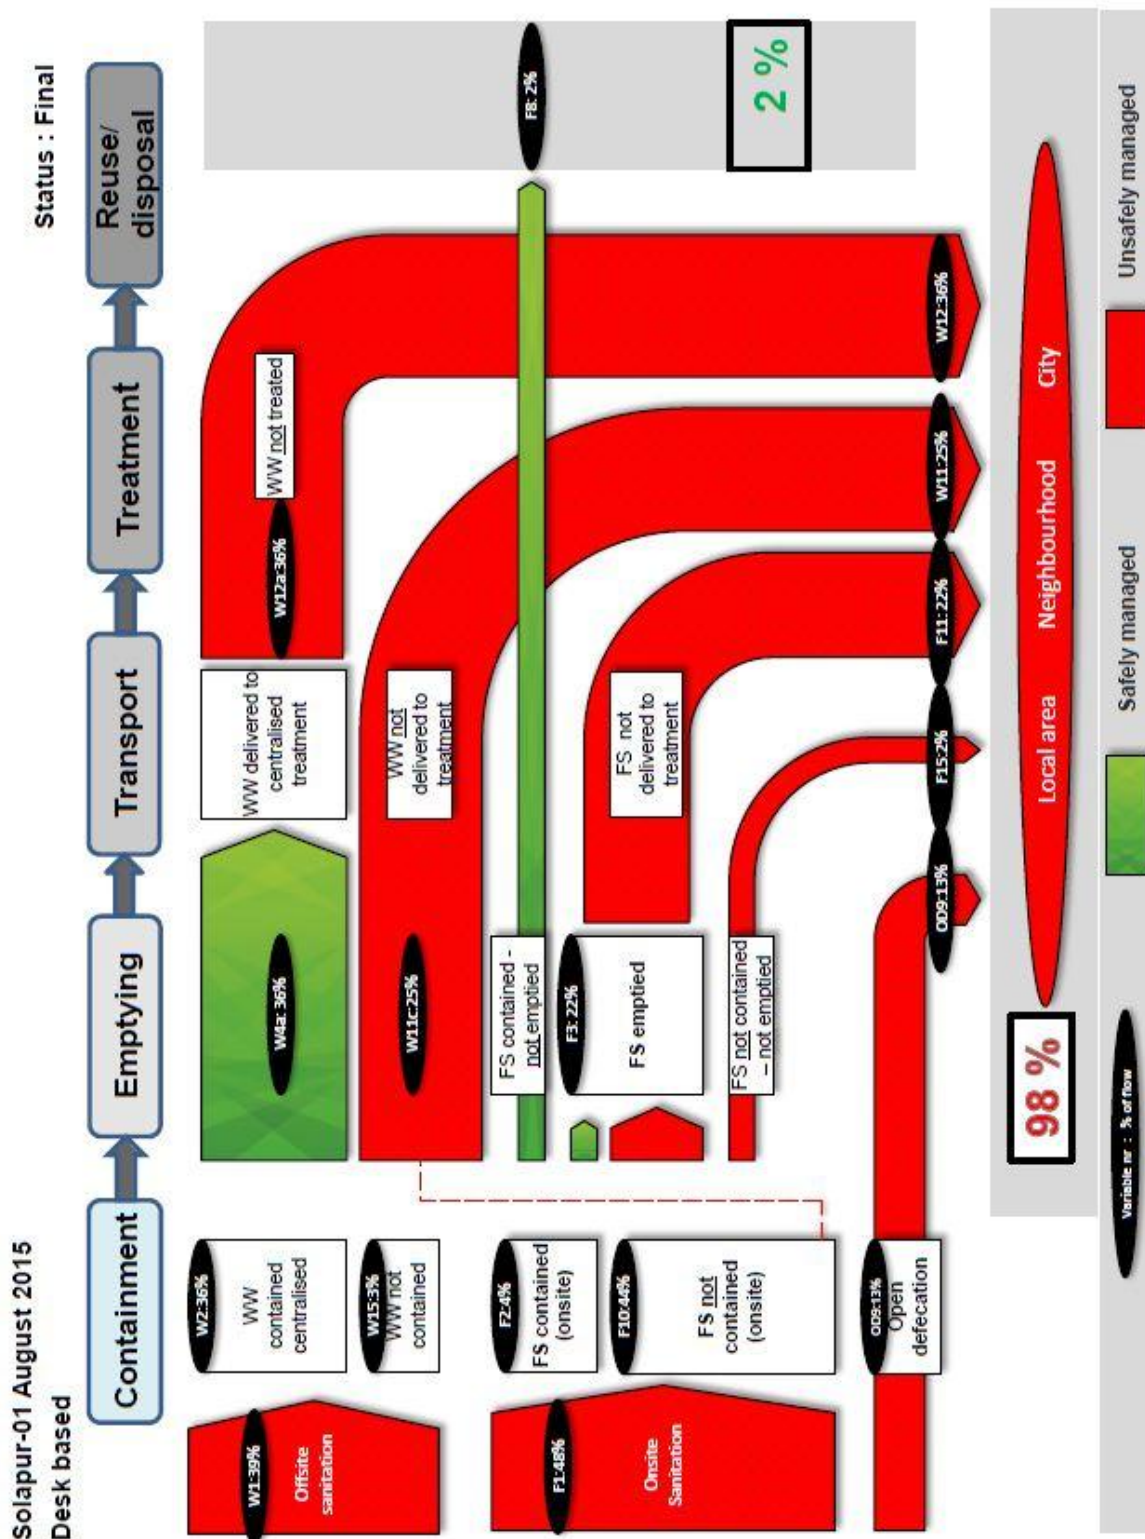 Solapur-01 August 2015
Desk based
Status : Final
Containment
Emptying
Transport
Treatment
Reuse/
disposal
W1:39%
Offsite
sanitation
W2:36%
WW
contained
centralised
W15:3%
WW not
contained
W4a: 36%
WW delivered to
centralised
treatment
W12a:36%
WW not treated
W11c:25%
WW not
delivered to
treatment
F1:48%
Onsite
Sanitation
F2:4%
FS contained
(onsite)
F10:44%
FS not
contained
(onsite)
FS contained -
not emptied
F3: 22%
FS emptied
FS not contained
– not emptied
FS not
delivered to
treatment
F8: 2%
2 %
OD9:13%
Open
defecation
OD9:13%
F15:2%
F11:22%
W11:25%
W12:36%
98 %
Local area
Neighbourhood
City
Variable nr : % of flow
Safely managed
Unsafely managed